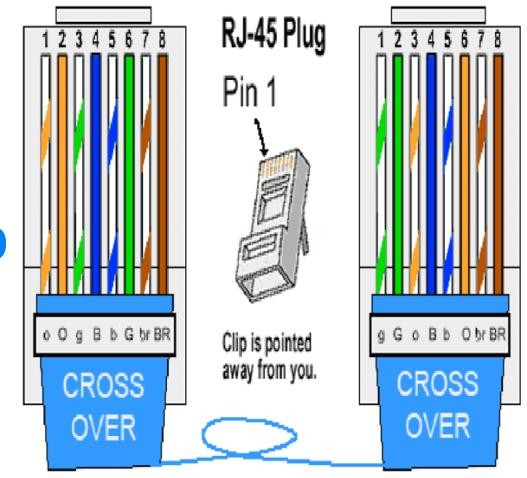 1 2 3 4 5 6 7 8
o O g B b G br BR
CROSS
OVER
RJ-45 Plug
Pin 1
Clip is pointed
away from you.
1 2 3 4 5 6 7 8
g G o B b O br BR
CROSS
OVER